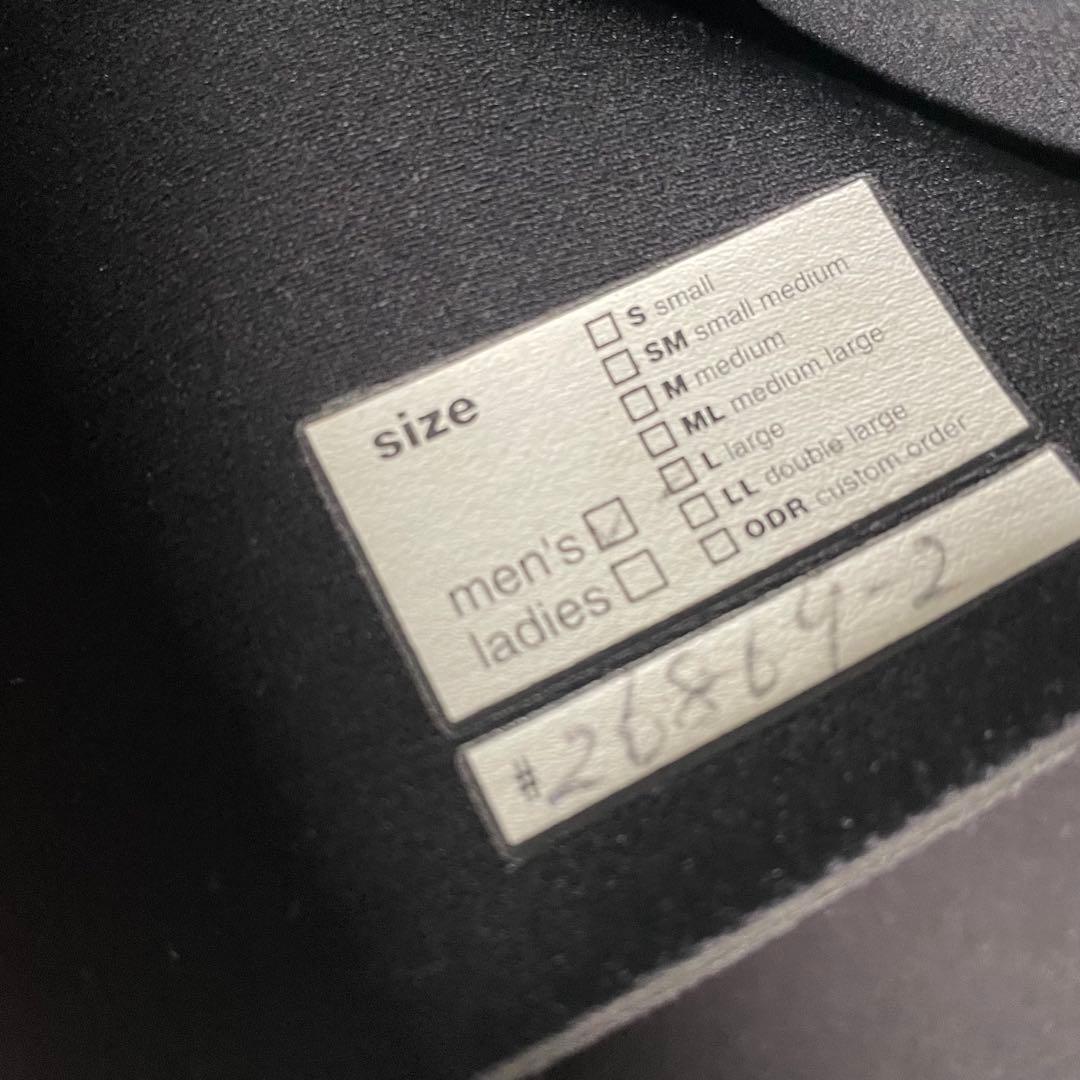 size
S small
SM small medium
M medium
ML medium large
L large
LL double large
ODR custom order
men's
ladies
# 26864-2